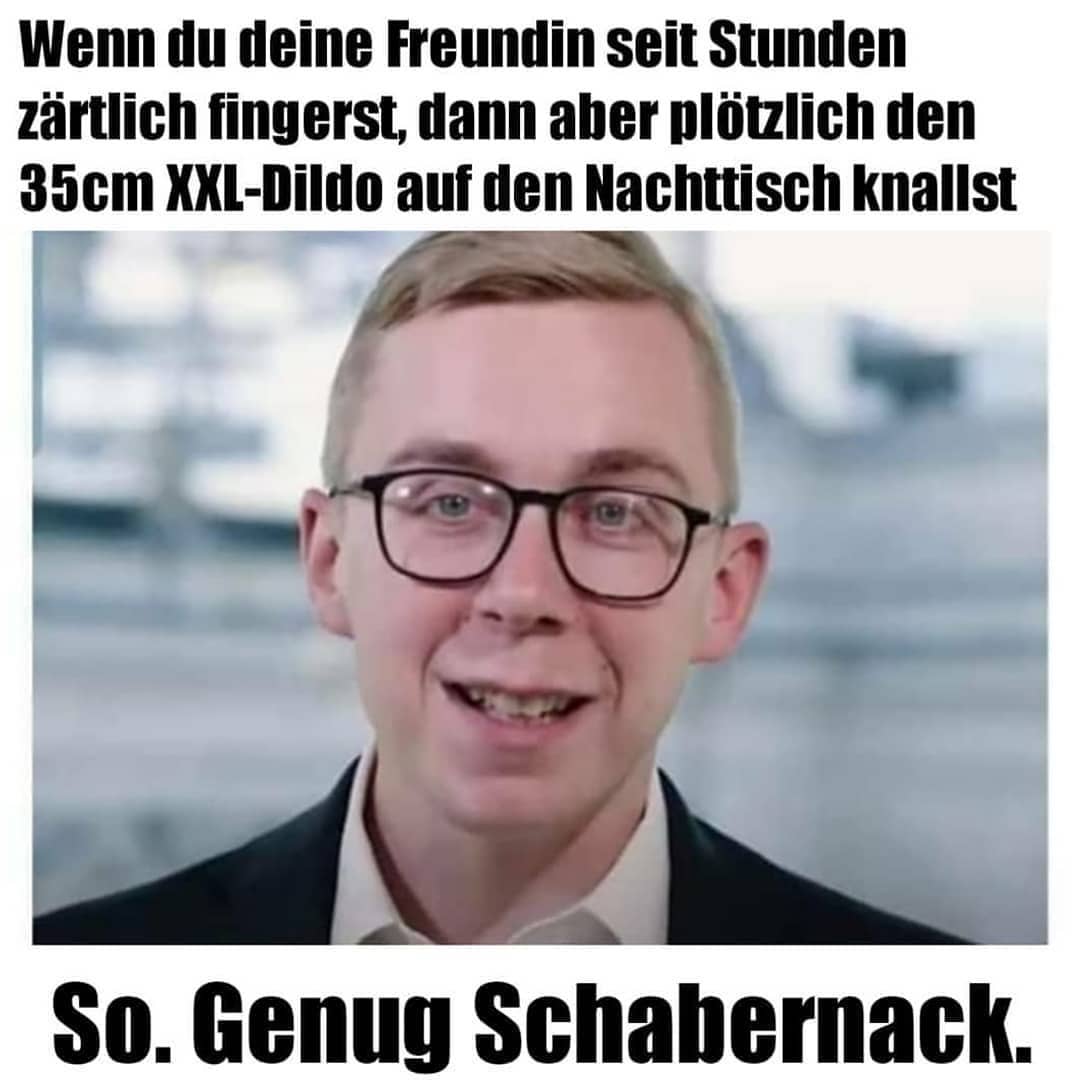 Wenn du deine Freundin seit Stunden
zärtlich fingerst, dann aber plötzlich den
35cm XXL-Dildo auf den Nachttisch knallst
So. Genug Schabernack.